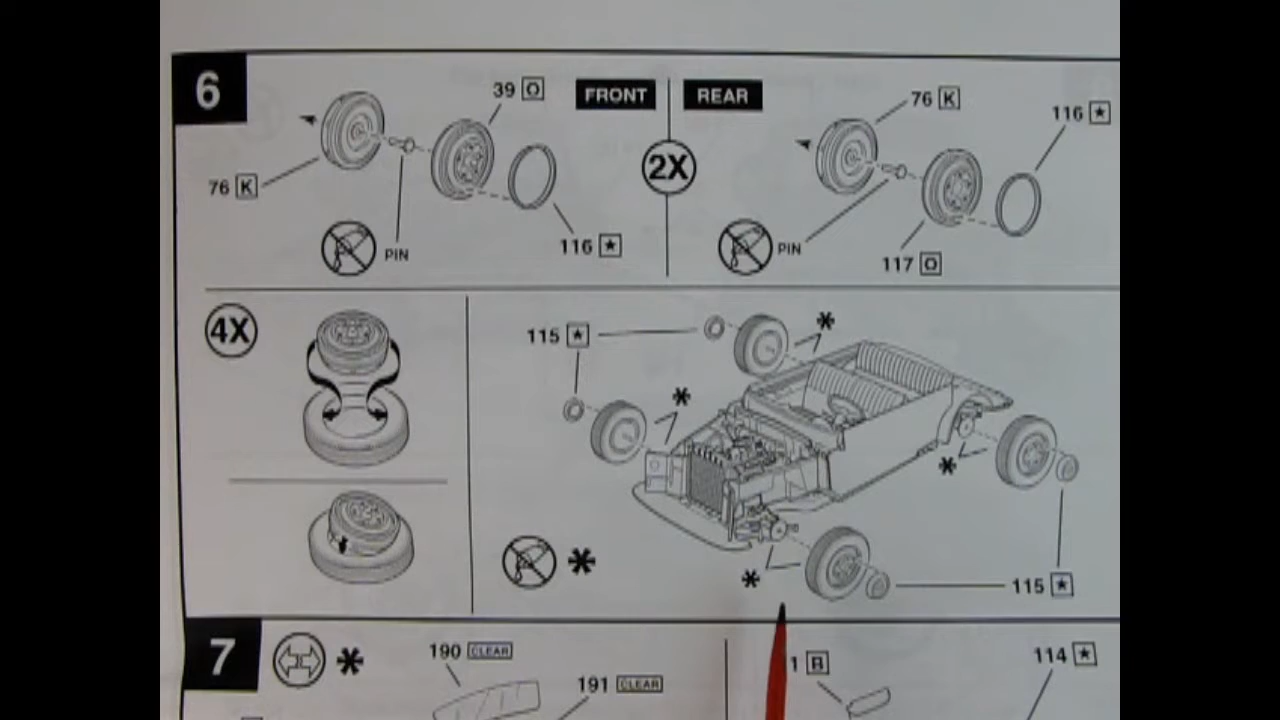 6
39 Ω
FRONT
REAR
76 K
116 ★
2X
76 K
PIN
116 ★
PIN
117 Ω
4X
115 ★
*
*
*
*
*
115 ★
7
*
190 CLEAR
191 CLEAR
1 B
114 ★